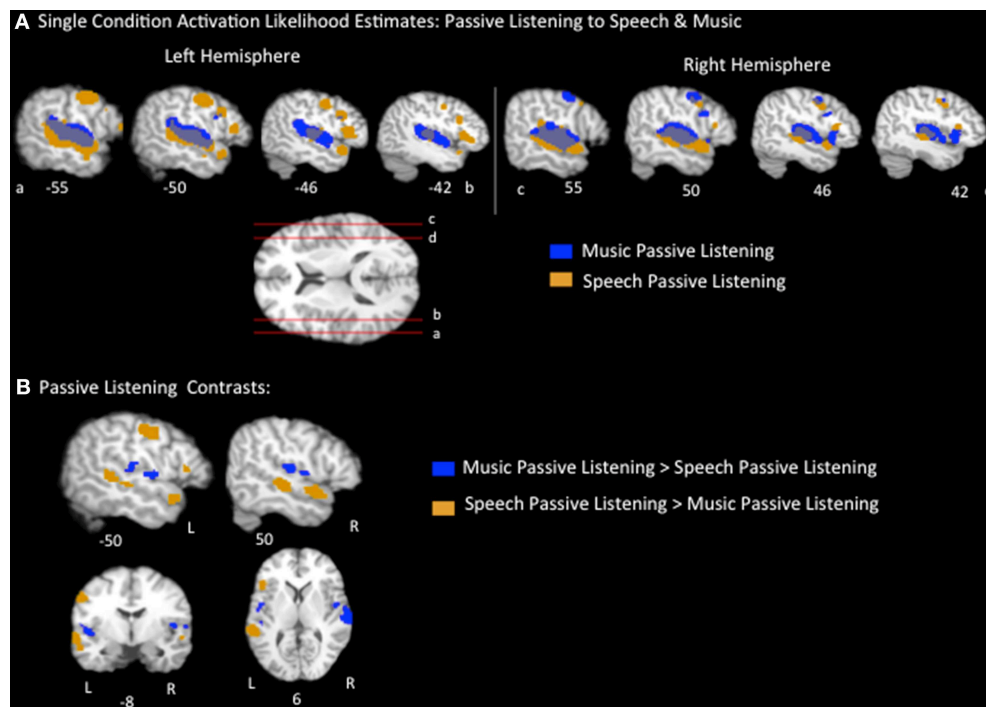 A Single Condition Activation Likelihood Estimates: Passive Listening to Speech & Music
Left Hemisphere
Right Hemisphere
a -55 -50 -46 -42 b c 55 50 46 42
c
d
b
a
Music Passive Listening
Speech Passive Listening
B Passive Listening Contrasts:
Music Passive Listening > Speech Passive Listening
Speech Passive Listening > Music Passive Listening
L R
-50 50
L R L R
-8 6